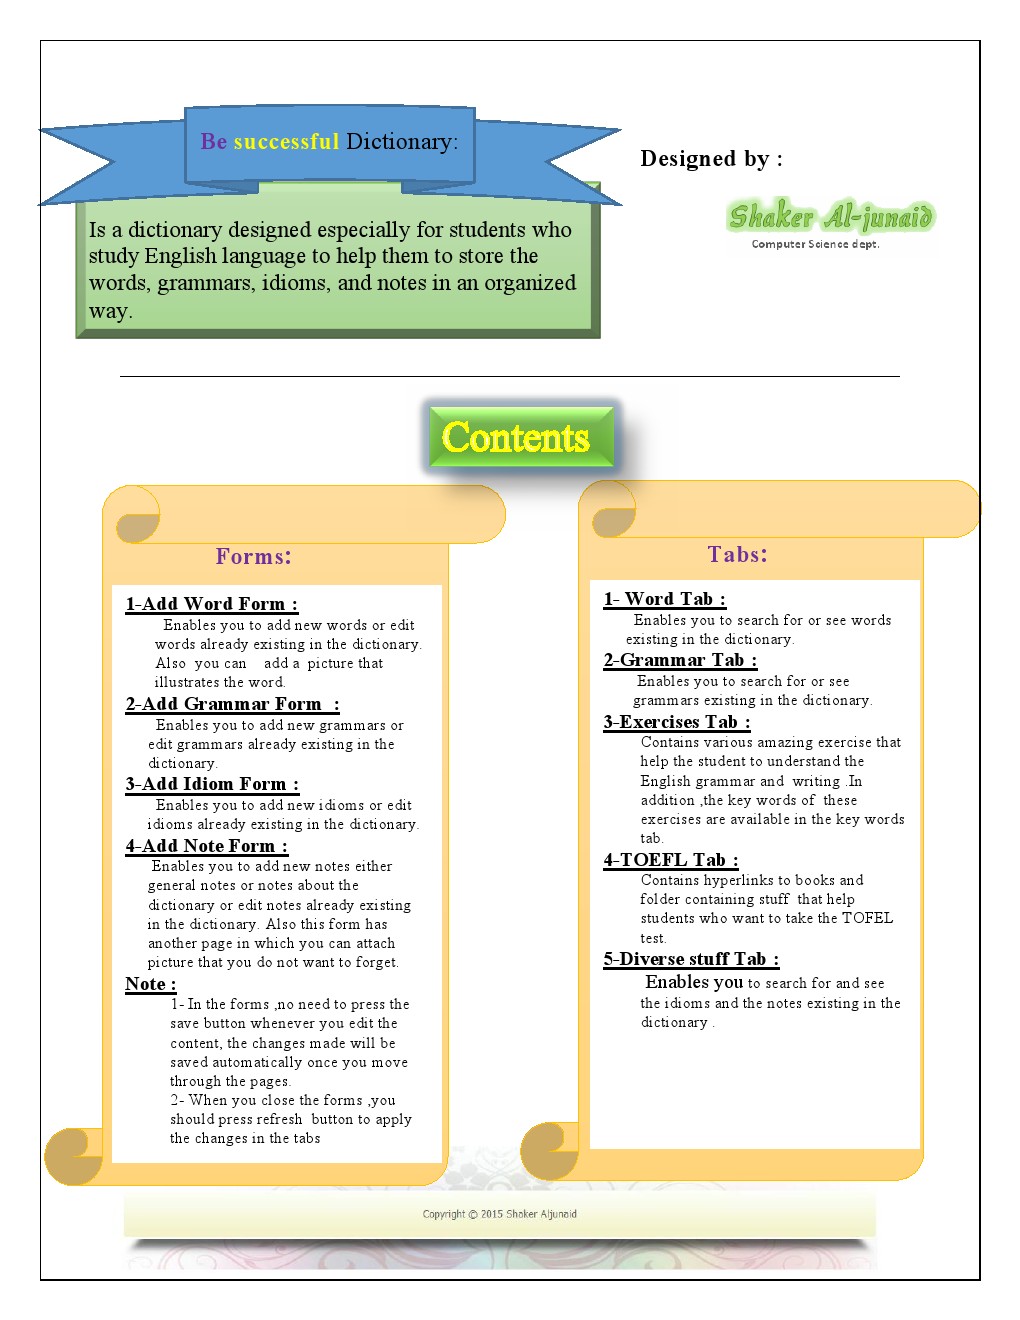 Be successful Dictionary:
Is a dictionary designed especially for students who
study English language to help them to store the
words, grammars, idioms, and notes in an organized
way.
Designed by :
Shaker Al-junaid
Computer Science dept.
Contents
Forms:
1-Add Word Form :
Enables you to add new words or edit
words already existing in the dictionary.
Also you can add a picture that
illustrates the word.
2-Add Grammar Form :
Enables you to add new grammars or
edit grammars already existing in the
dictionary.
3-Add Idiom Form :
Enables you to add new idioms or edit
idioms already existing in the dictionary.
4-Add Note Form :
Enables you to add new notes either
general notes or notes about the
dictionary or edit notes already existing
in the dictionary. Also this form has
another page in which you can attach
picture that you do not want to forget.
Note :
1- In the forms ,no need to press the
save button whenever you edit the
content, the changes made will be
saved automatically once you move
through the pages.
2- When you close the forms ,you
should press refresh button to apply
the changes in the tabs
Tabs:
1- Word Tab :
Enables you to search for or see words
existing in the dictionary.
2-Grammar Tab :
Enables you to search for or see
grammars existing in the dictionary.
3-Exercises Tab :
Contains various amazing exercise that
help the student to understand the
English grammar and writing .In
addition ,the key words of these
exercises are available in the key words
tab.
4-TOEFL Tab :
Contains hyperlinks to books and
folder containing stuff that help
students who want to take the TOFEL
test.
5-Diverse stuff Tab :
Enables you to search for and see
the idioms and the notes existing in the
dictionary .
Copyright © 2015 Shaker Aljunaid